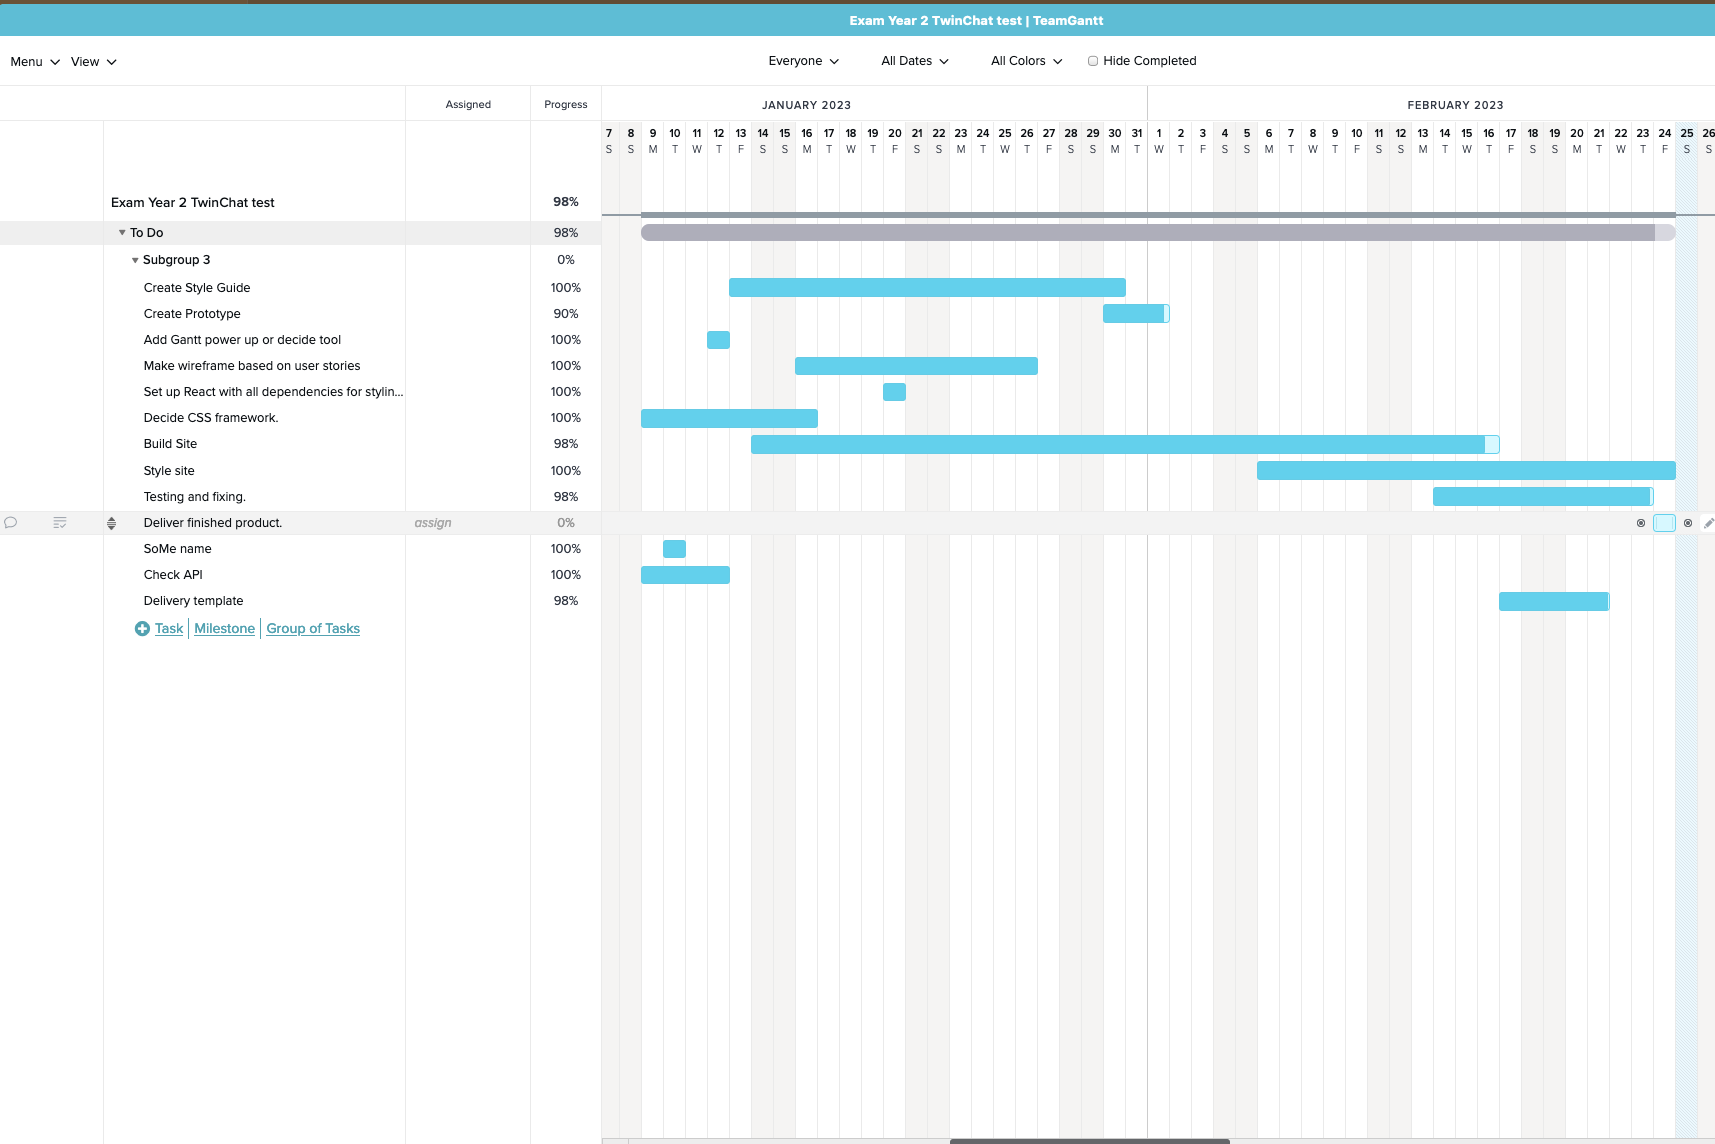 Exam Year 2 TwinChat test | TeamGantt
Menu View Everyone All Dates All Colors Hide Completed
Assigned Progress JANUARY 2023 FEBRUARY 2023
7 8 9 10 11 12 13 14 15 16 17 18 19 20 21 22 23 24 25 26 27 28 29 30 31 1 2 3 4 5 6 7 8 9 10 11 12 13 14 15 16 17 18 19 20 21 22 23 24 25 26
S S M T W T F S S M T W T F S S M T W T F S S M T W T F S S M T W T F S S M T W T F S S M T W T F S S
Exam Year 2 TwinChat test 98%
To Do 98%
Subgroup 3 0%
Create Style Guide 100%
Create Prototype 90%
Add Gantt power up or decide tool 100%
Make wireframe based on user stories 100%
Set up React with all dependencies for stylin... 100%
Decide CSS framework. 100%
Build Site 98%
Style site 100%
Testing and fixing. 98%
Deliver finished product. assign 0%
SoMe name 100%
Check API 100%
Delivery template 98%
Task Milestone Group of Tasks